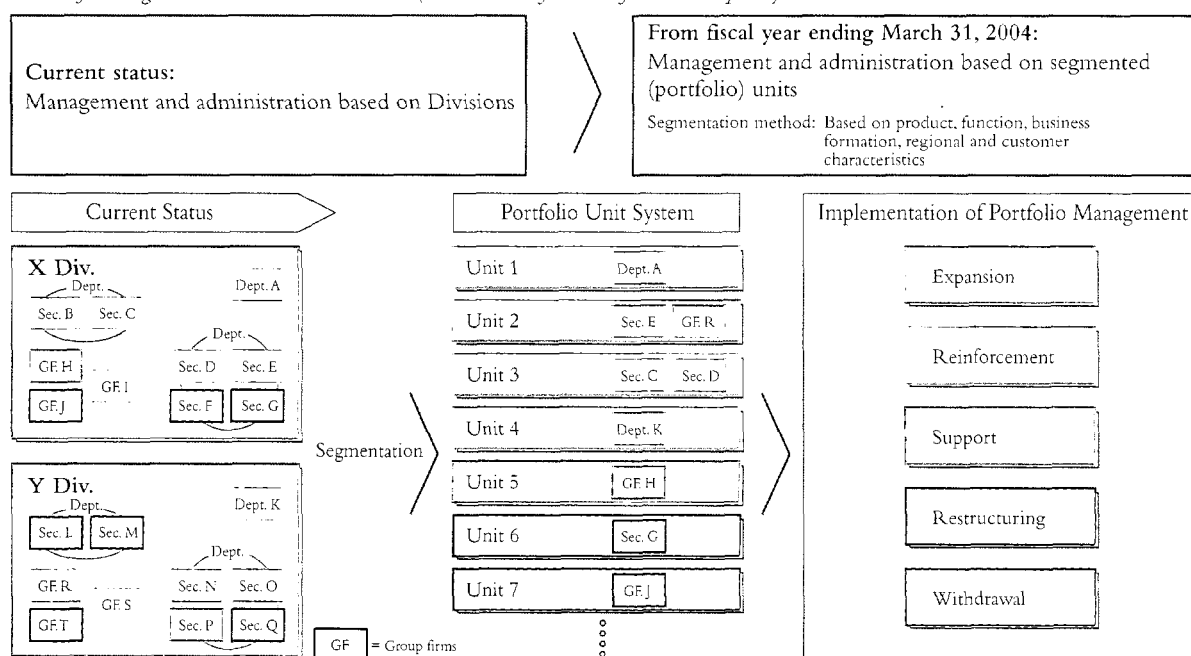 Current status:
Management and administration based on Divisions
From fiscal year ending March 31, 2004:
Management and administration based on segmented
(portfolio) units
Segmentation method: Based on product, function, business
formation, regional and customer
characteristics
Current Status
Portfolio Unit System
Implementation of Portfolio Management
X Div.
Dept.
Dept. A
Sec. B Sec. C
Dept.
GF. H
GF. I
Sec. D Sec. E
GF. J
Sec. F Sec. G
Segmentation
Y Div.
Dept.
Dept. K
Sec. L Sec. M
Dept.
GF. R
GF. S
Sec. N Sec. O
GF. T
Sec. P Sec. Q
GF = Group firms
Unit 1 Dept. A
Unit 2 Sec. E GF. R
Unit 3 Sec. C Sec. D
Unit 4 Dept. K
Unit 5 GF. H
Unit 6 Sec. G
Unit 7 GF. J
Expansion
Reinforcement
Support
Restructuring
Withdrawal